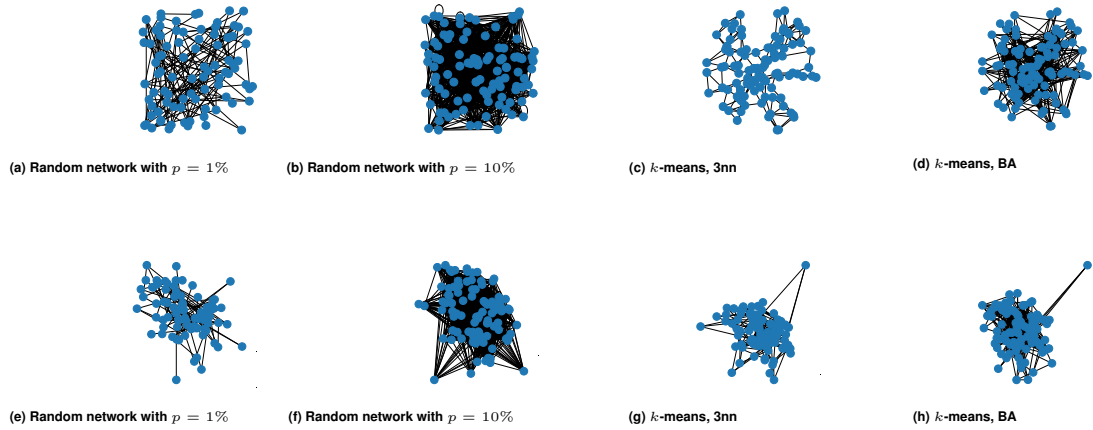 (a) Random network with p = 1%
(b) Random network with p = 10%
(c) k-means, 3nn
(d) k-means, BA
(e) Random network with p = 1%
(f) Random network with p = 10%
(g) k-means, 3nn
(h) k-means, BA